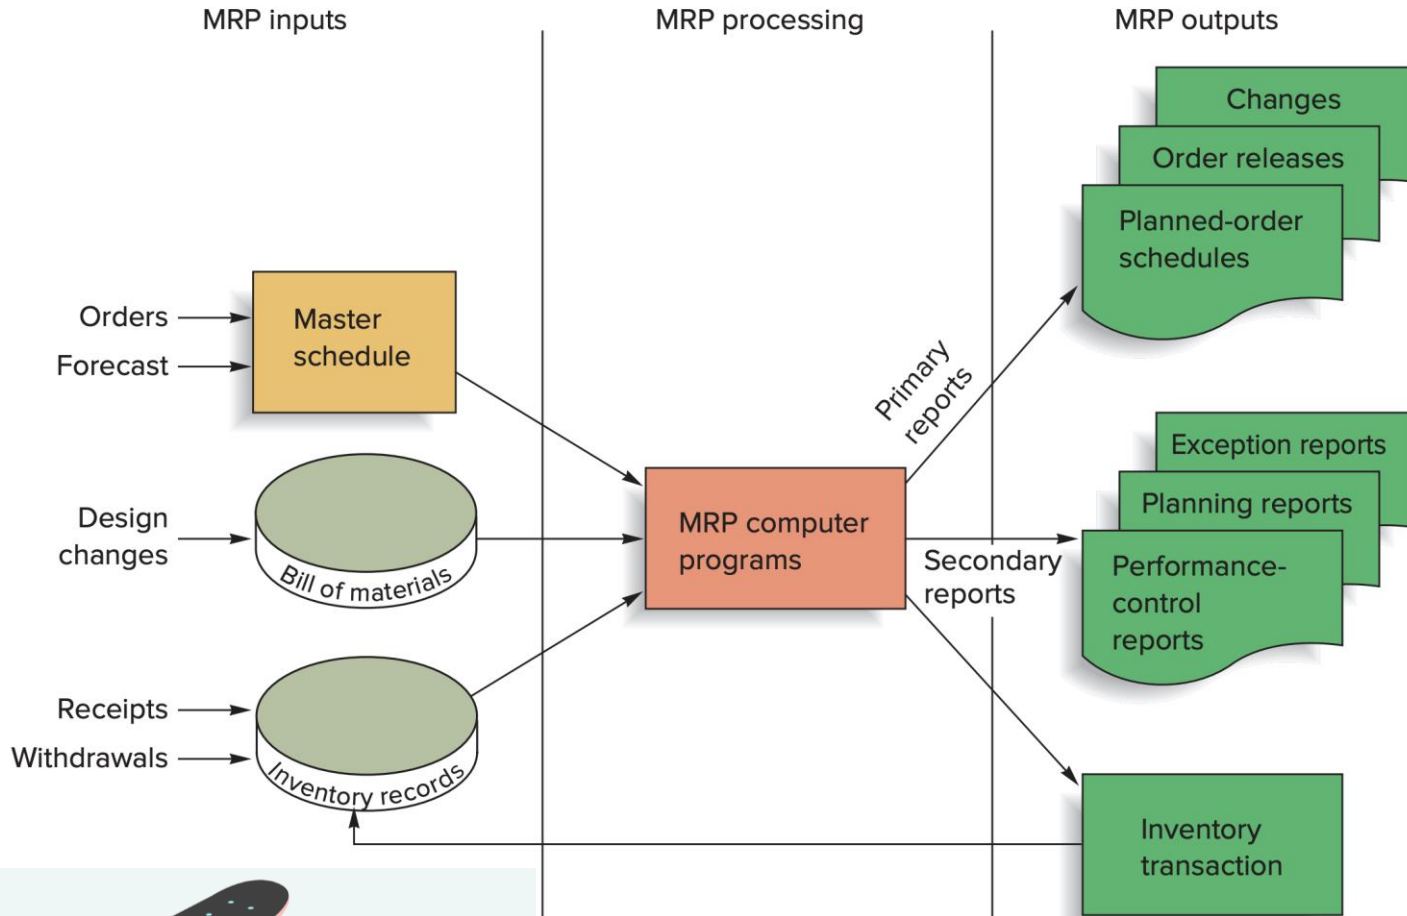 MRP inputs
MRP processing
MRP outputs
Orders
Forecast
Master
schedule
Design
changes
Bill of materials
Receipts
Withdrawals
Inventory records
MRP computer
programs
Primary
reports
Secondary
reports
Changes
Order releases
Planned-order
schedules
Exception reports
Planning reports
Performance-
control
reports
Inventory
transaction